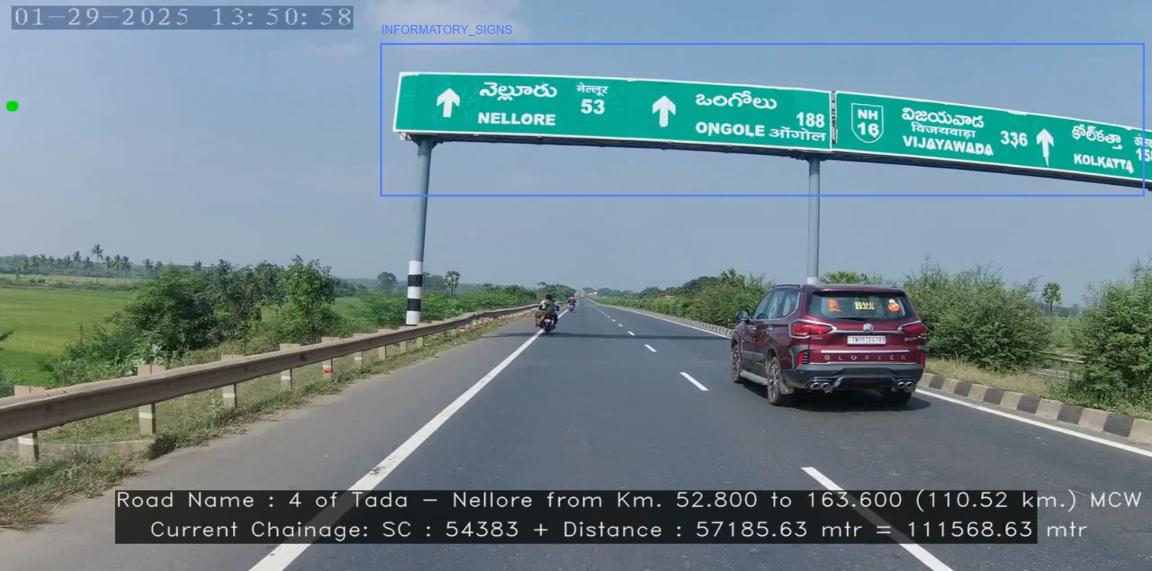 01-29-2025 13:50:58
INFORMATORY_SIGNS
నెల్లూరు
नेल्लूर
53
NELLORE
ఒంగోలు
188
ONGOLE ओंगोल
NH
16
విజయవాడ
विजयवाड़ा
336
VIJAYAWADA
కోల్‌కత్తా
KOLKATTA
GLOSTER
Road Name : 4 of Tada - Nellore from Km. 52.800 to 163.600 (110.52 km.) MCW
Current Chainage: SC : 54383 + Distance : 57185.63 mtr = 111568.63 mtr